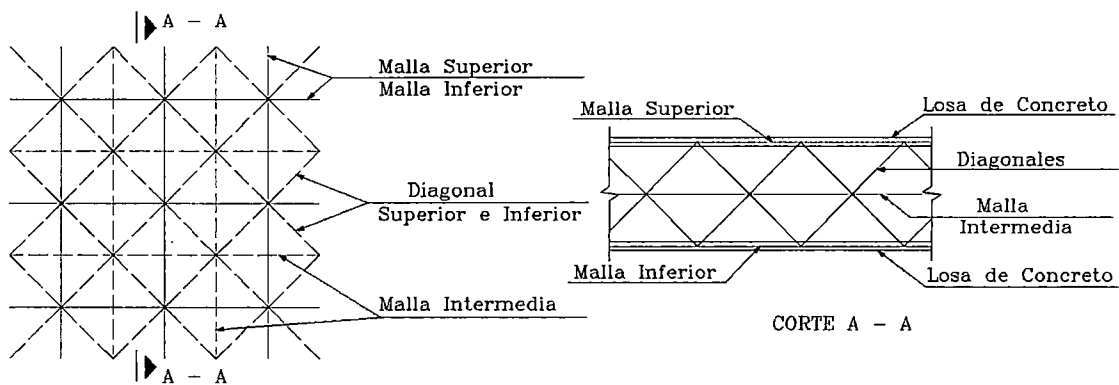 A - A
Malla Superior
Malla Inferior
Diagonal
Superior e Inferior
Malla Intermedia
A - A
Malla Superior
Losa de Concreto
Diagonales
Malla
Intermedia
Malla Inferior
Losa de Concreto
CORTE A - A